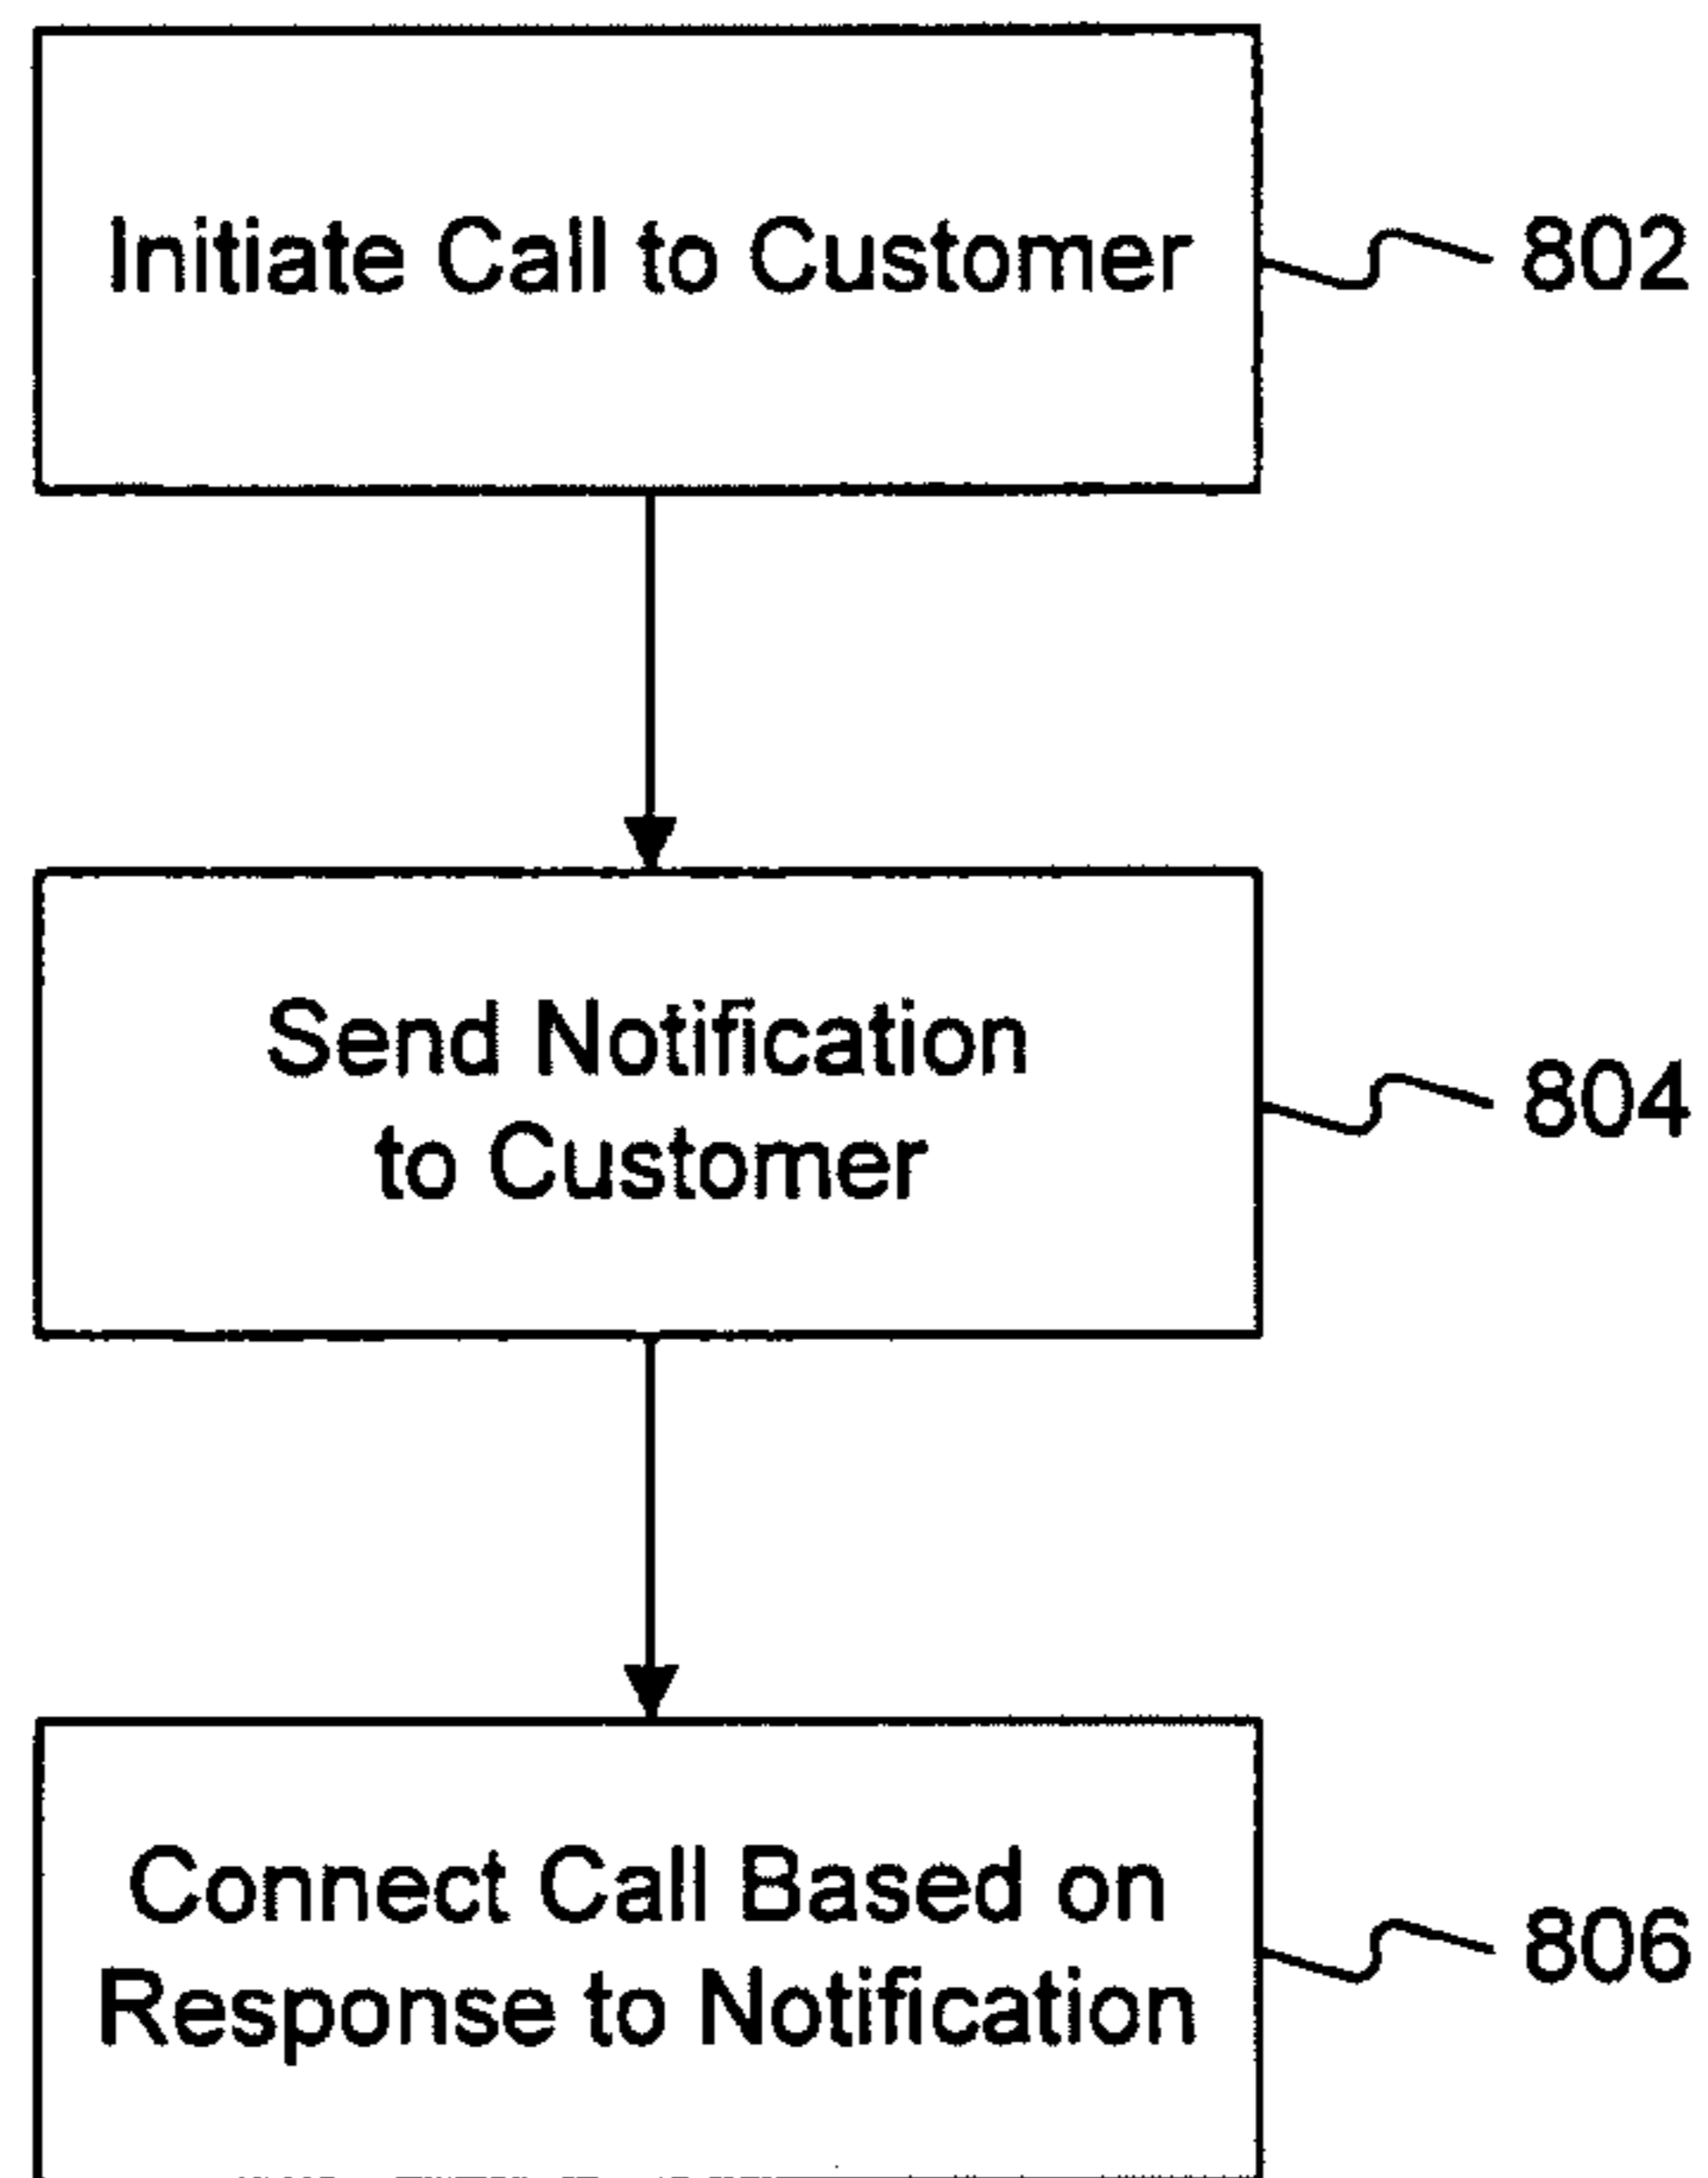 Initiate Call to Customer
802
Send Notification
to Customer
804
Connect Call Based on
Response to Notification
806